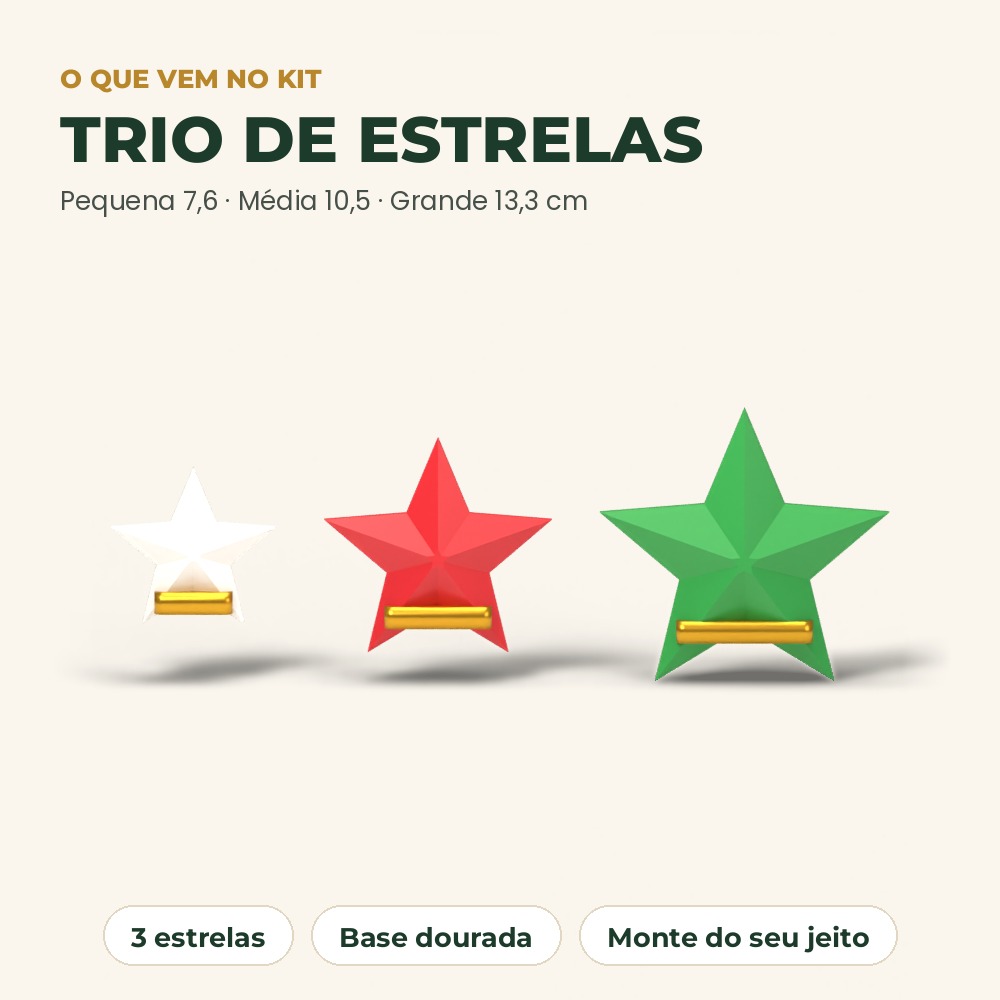 O QUE VEM NO KIT
TRIO DE ESTRELAS
Pequena 7,6 · Média 10,5 · Grande 13,3 cm
3 estrelas
Base dourada
Monte do seu jeito